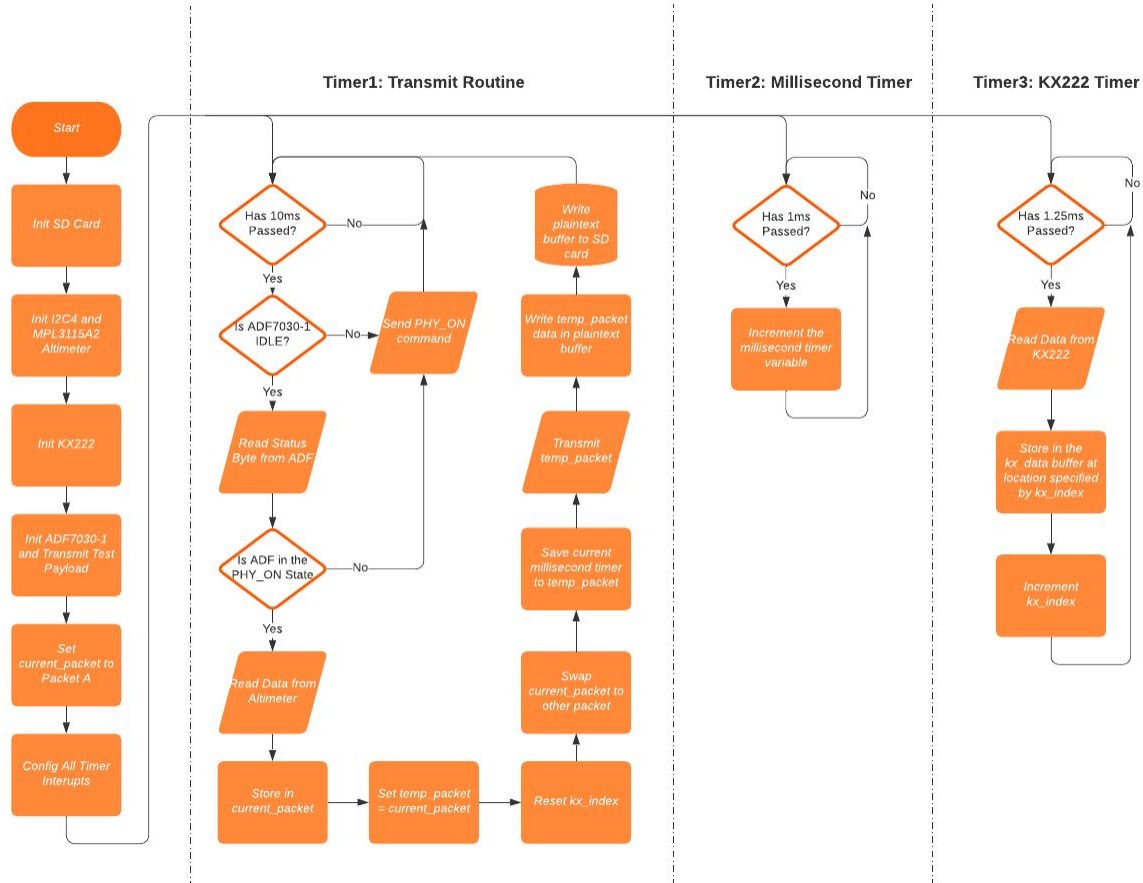 Timer1: Transmit Routine
Timer2: Millisecond Timer
Timer3: KX222 Timer
Start
Init SD Card
Init I2C4 and
MPL3115A2
Altimeter
Init KX222
Init ADF7030-1
and Transmit Test
Payload
Set
current_packet to
Packet A
Config All Timer
Interupts
Has 10ms
Passed?
No
Yes
Is ADF7030-1
IDLE?
No
Send PHY_ON
command
Yes
Read Status
Byte from ADF
Is ADF in the
PHY_ON State
No
Yes
Read Data from
Altimeter
Store in
current_packet
Set temp_packet
= current_packet
Reset kx_index
Swap
current_packet to
other packet
Save current
millisecond timer
to temp_packet
Transmit
temp_packet
Write temp_packet
data in plaintext
buffer
Write
plaintext
buffer to SD
card
Has 1ms
Passed?
No
Yes
Increment the
millisecond timer
variable
Has 1.25ms
Passed?
No
Yes
Read Data from
KX222
Store in the
kx_data buffer at
location specified
by kx_index
Increment
kx_index